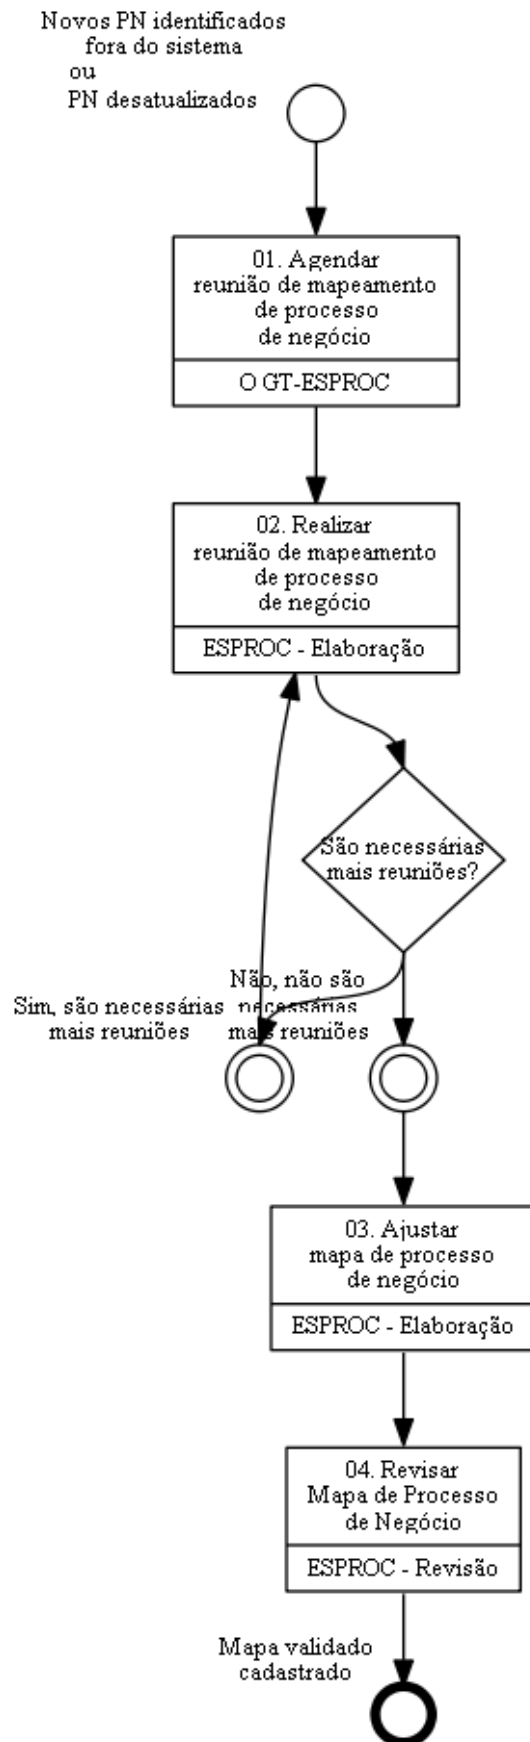 Novos PN identificados
fora do sistema
ou
PN desatualizados
01. Agendar
reunião de mapeamento
de processo
de negócio
O GT-ESPROC
02. Realizar
reunião de mapeamento
de processo
de negócio
ESPROC - Elaboração
São necessárias
mais reuniões?
Sim, são necessárias
mais reuniões
Não, não são
necessárias
mais reuniões
03. Ajustar
mapa de processo
de negócio
ESPROC - Elaboração
04. Revisar
Mapa de Processo
de Negócio
ESPROC - Revisão
Mapa validado
cadastrado